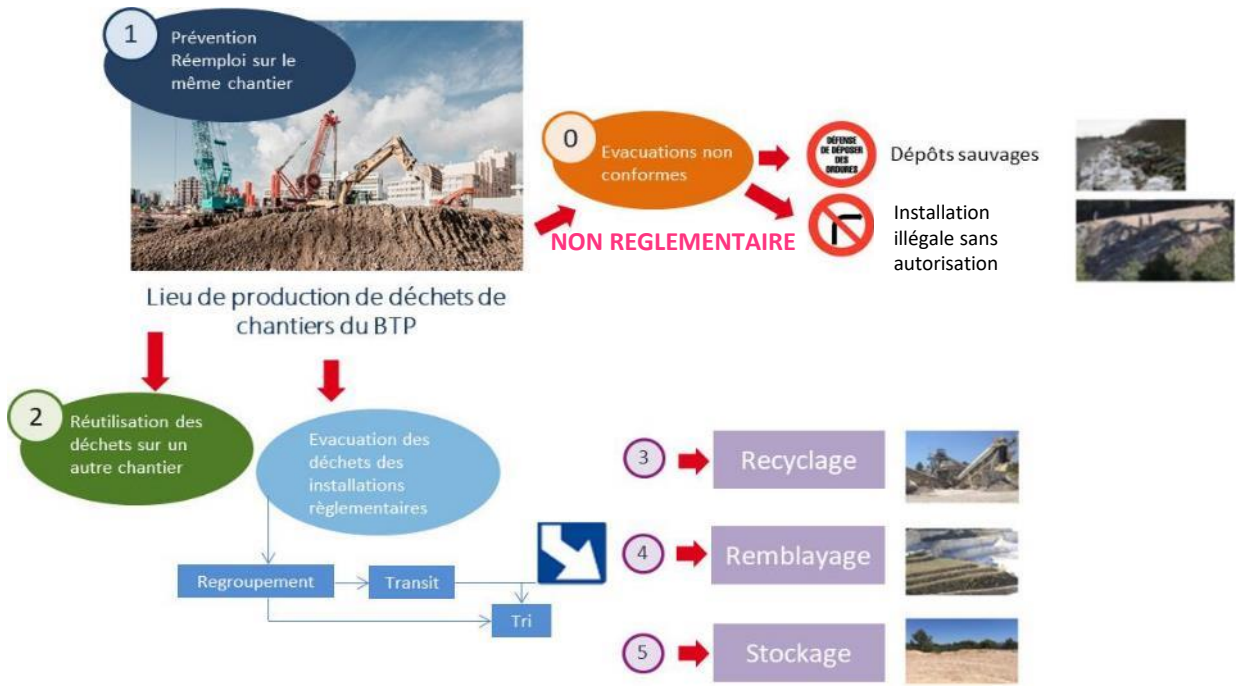 1
Prévention
Réemploi sur le
même chantier
0
Evacuations non
conformes
DÉFENSE
DE DÉPOSER
DES
ORDURES
Dépôts sauvages
NON REGLEMENTAIRE
Installation
illégale sans
autorisation
Lieu de production de déchets de
chantiers du BTP
2
Réutilisation des
déchets sur un
autre chantier
Evacuation des
déchets des
installations
règlementaires
Regroupement
Transit
Tri
3
Recyclage
4
Remblayage
5
Stockage